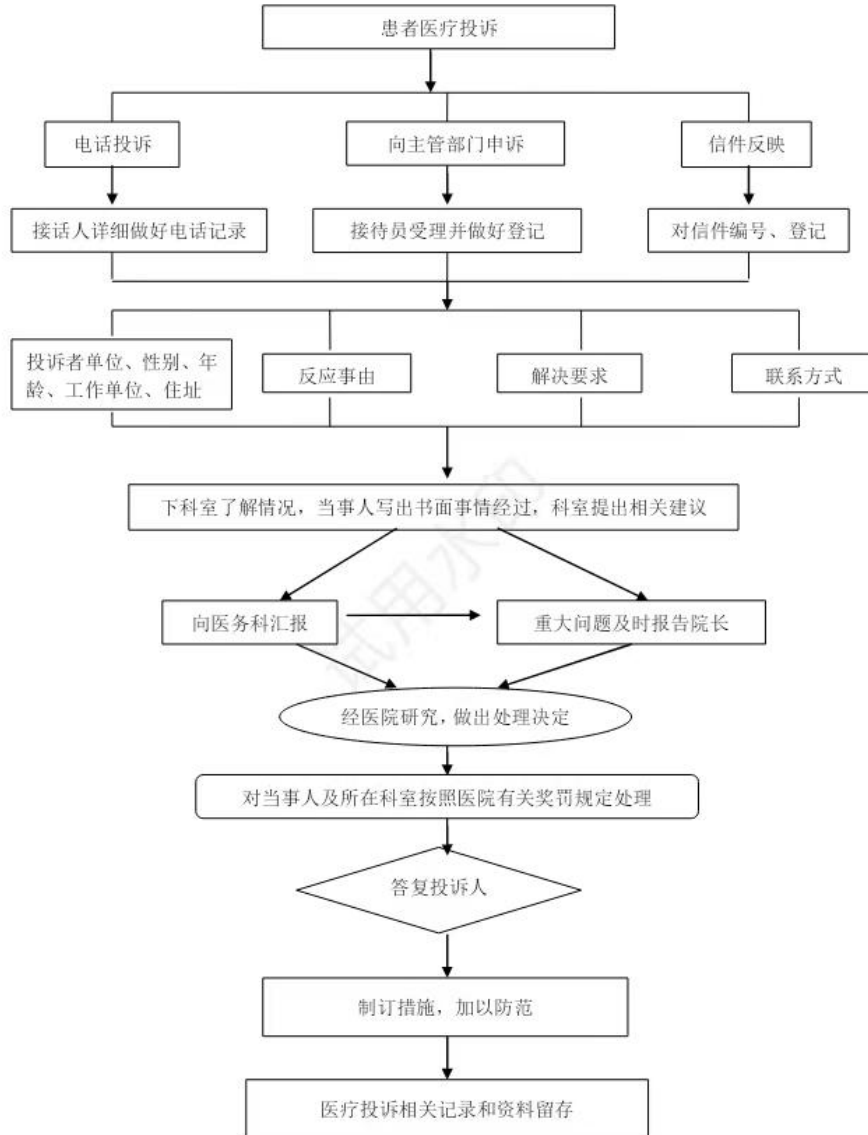 患者医疗投诉
电话投诉
向主管部门申诉
信件反映
接话人详细做好电话记录
接待员受理并做好登记
对信件编号、登记
投诉者单位、性别、年
龄、工作单位、住址
反应事由
解决要求
联系方式
下科室了解情况，当事人写出书面事情经过，科室提出相关建议
向医务科汇报
重大问题及时报告院长
经医院研究，做出处理决定
对当事人及所在科室按照医院有关奖罚规定处理
答复投诉人
制订措施，加以防范
医疗投诉相关记录和资料留存
试用水印